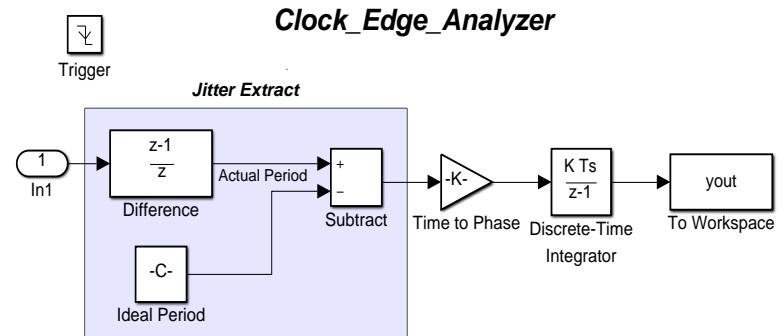 Clock_Edge_Analyzer
Trigger
Jitter Extract
1
In1
z-1
z
Difference
Actual Period
+
−
Subtract
-K-
Time to Phase
K Ts
z-1
Discrete-Time
Integrator
yout
To Workspace
-C-
Ideal Period